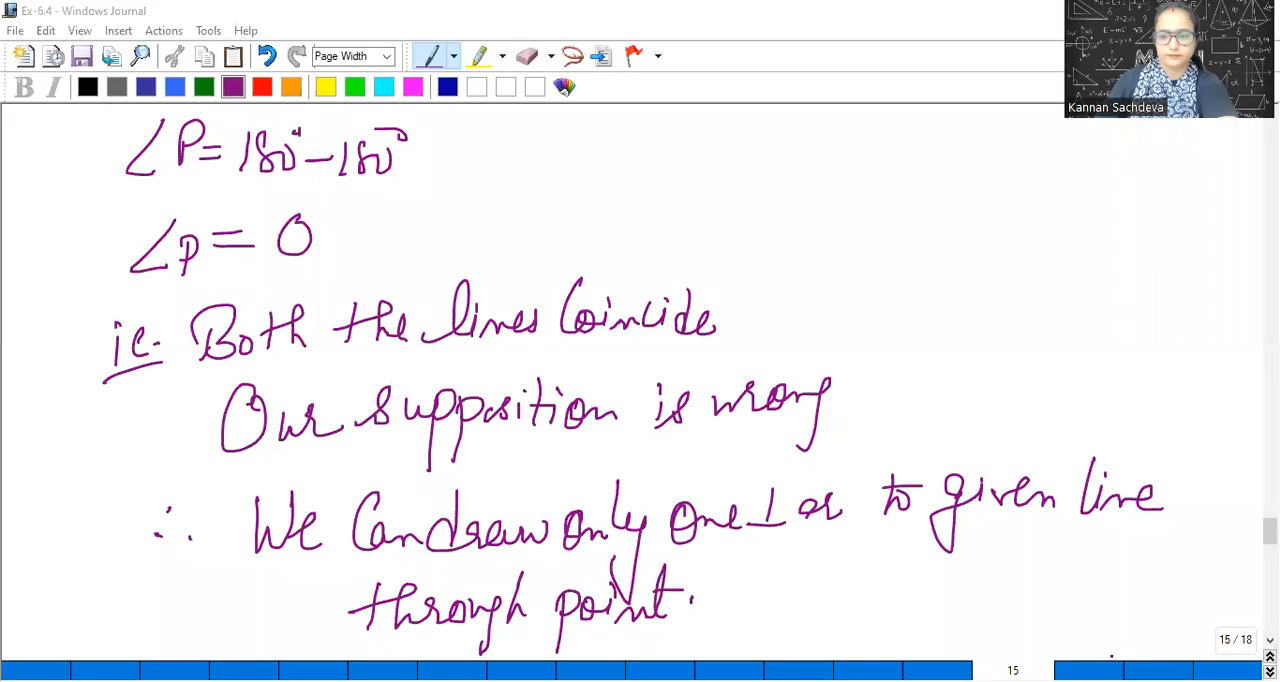 Ex-6.4 - Windows Journal
File Edit View Insert Actions Tools Help
Page Width
B I
Kannan Sachdeva
∠P = 180° - 180°
∠P = 0
ie. Both the lines Coincide
Our supposition is wrong
∴ We Can draw only one ⊥ar to given line
through point.
15 / 18
15